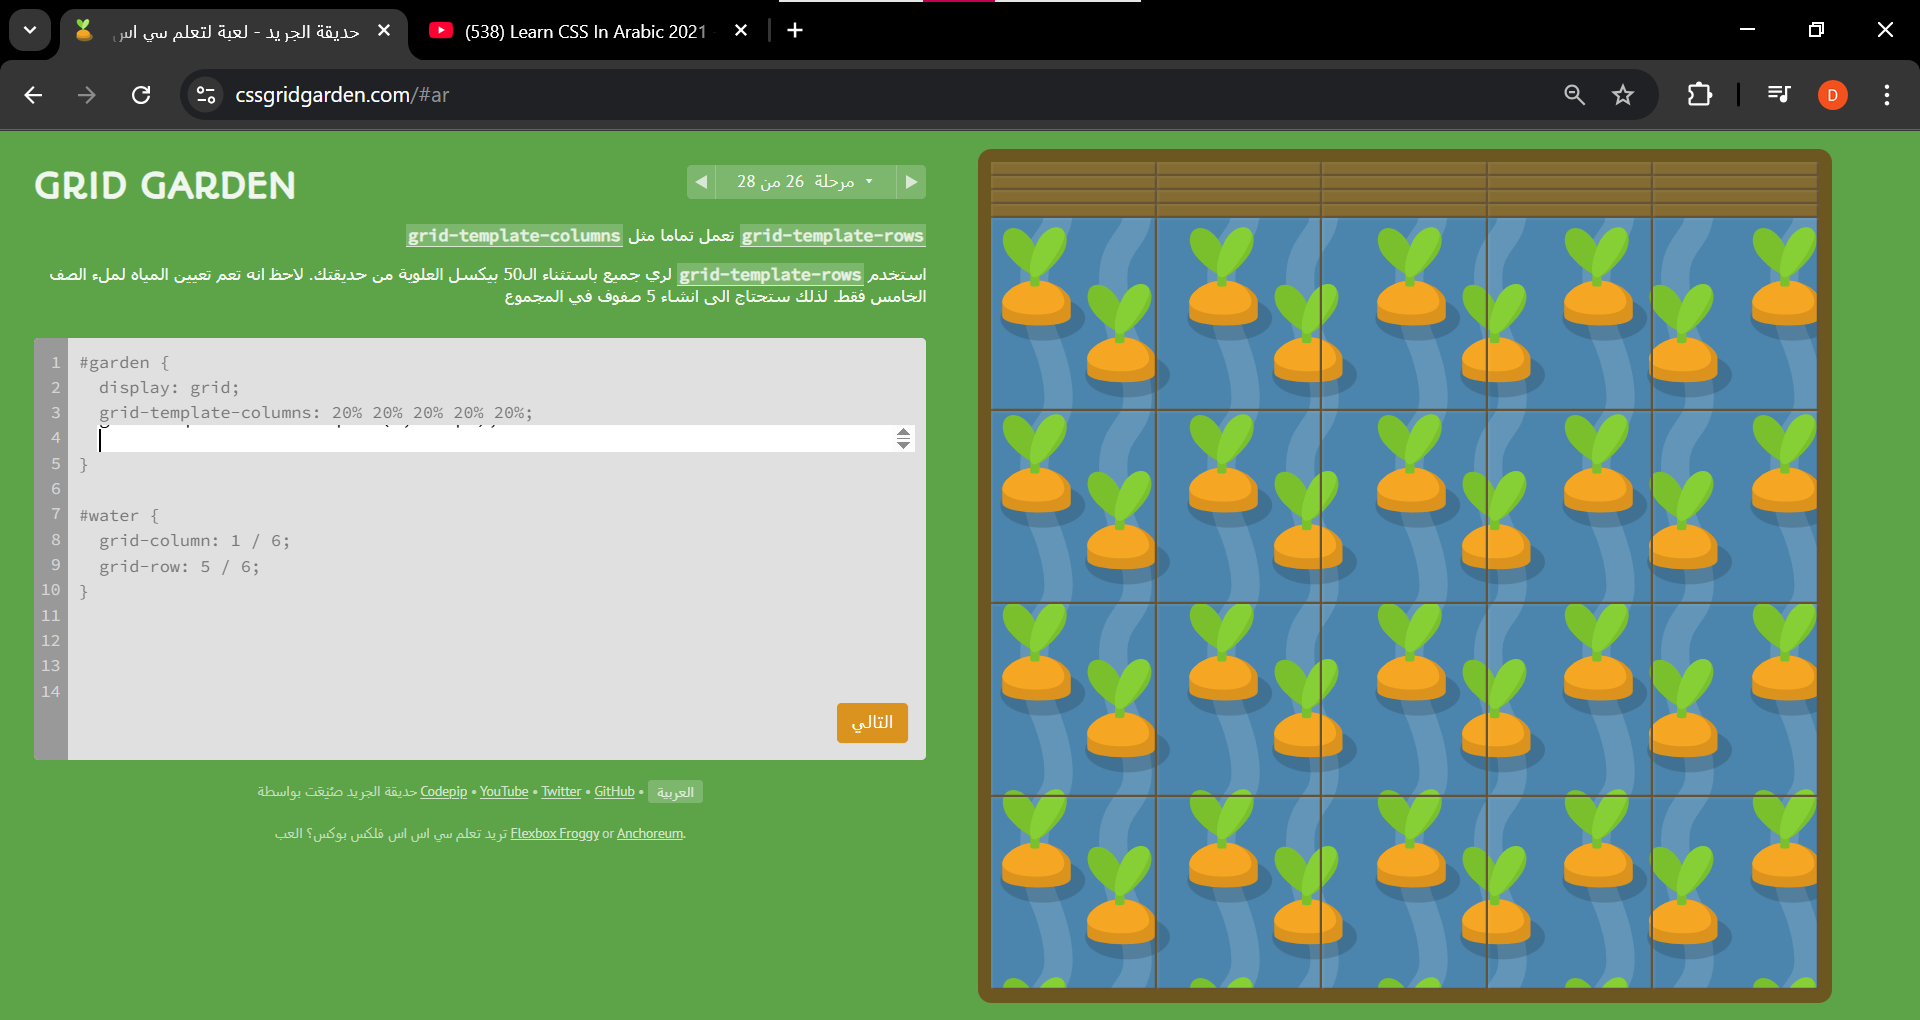 حديقة الجريد - لعبة لتعلم سي اس
(538) Learn CSS In Arabic 2021
cssgridgarden.com/#ar
D
GRID GARDEN
مرحلة 26 من 28
grid-template-rows تعمل تماما مثل grid-template-columns
استخدم grid-template-rows لري جميع باستثناء ال50 بيكسل العلوية من حديقتك. لاحظ انه تعم تعيين المياه لملء الصف
الخامس فقط. لذلك ستحتاج الى انشاء 5 صفوف في المجموع
1 #garden {
2 display: grid;
3 grid-template-columns: 20% 20% 20% 20% 20%;
4
5 }
6
7 #water {
8 grid-column: 1 / 6;
9 grid-row: 5 / 6;
10 }
11
12
13
14
التالي
حديقة الجريد صُنِعَت بواسطة Codepip • YouTube • Twitter • GitHub • العربية
تريد تعلم سي اس اس فلكس بوكس؟ العب Flexbox Froggy or Anchoreum.